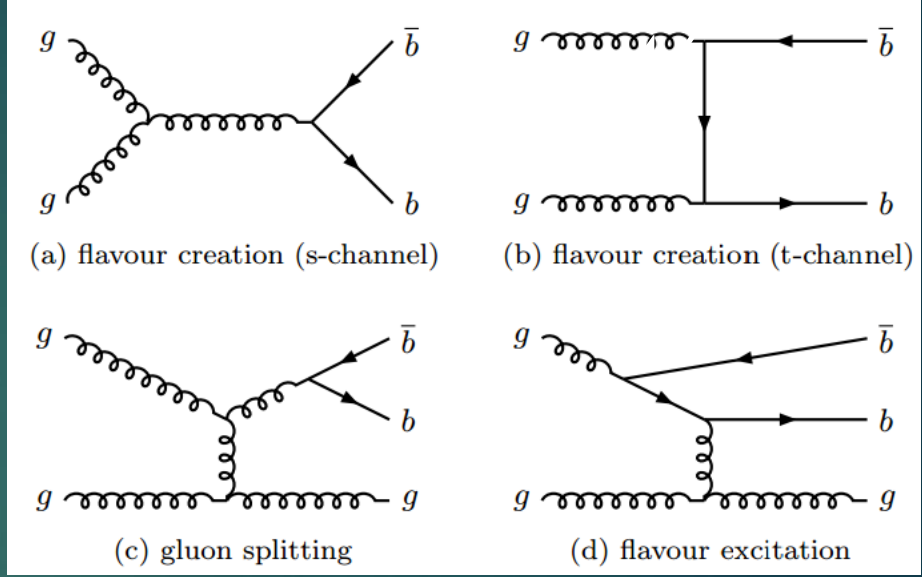 g b̄ g b̄
g b g b
(a) flavour creation (s-channel) (b) flavour creation (t-channel)
g b̄ g b̄
b b
g g g g
(c) gluon splitting (d) flavour excitation